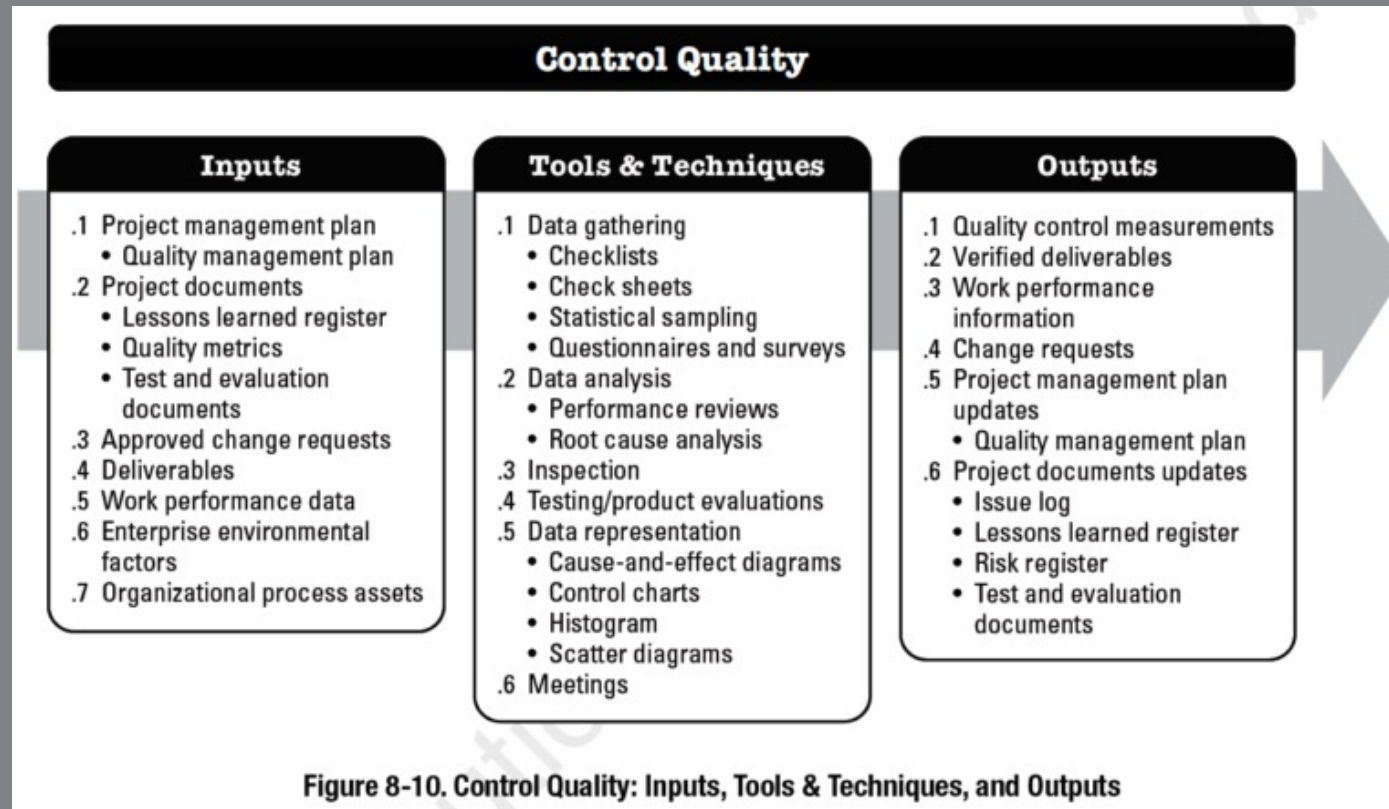 Control Quality
Inputs
.1 Project management plan
• Quality management plan
.2 Project documents
• Lessons learned register
• Quality metrics
• Test and evaluation
documents
.3 Approved change requests
.4 Deliverables
.5 Work performance data
.6 Enterprise environmental
factors
.7 Organizational process assets
Tools & Techniques
.1 Data gathering
• Checklists
• Check sheets
• Statistical sampling
• Questionnaires and surveys
.2 Data analysis
• Performance reviews
• Root cause analysis
.3 Inspection
.4 Testing/product evaluations
.5 Data representation
• Cause-and-effect diagrams
• Control charts
• Histogram
• Scatter diagrams
.6 Meetings
Outputs
.1 Quality control measurements
.2 Verified deliverables
.3 Work performance
information
.4 Change requests
.5 Project management plan
updates
• Quality management plan
.6 Project documents updates
• Issue log
• Lessons learned register
• Risk register
• Test and evaluation
documents
Figure 8-10. Control Quality: Inputs, Tools & Techniques, and Outputs